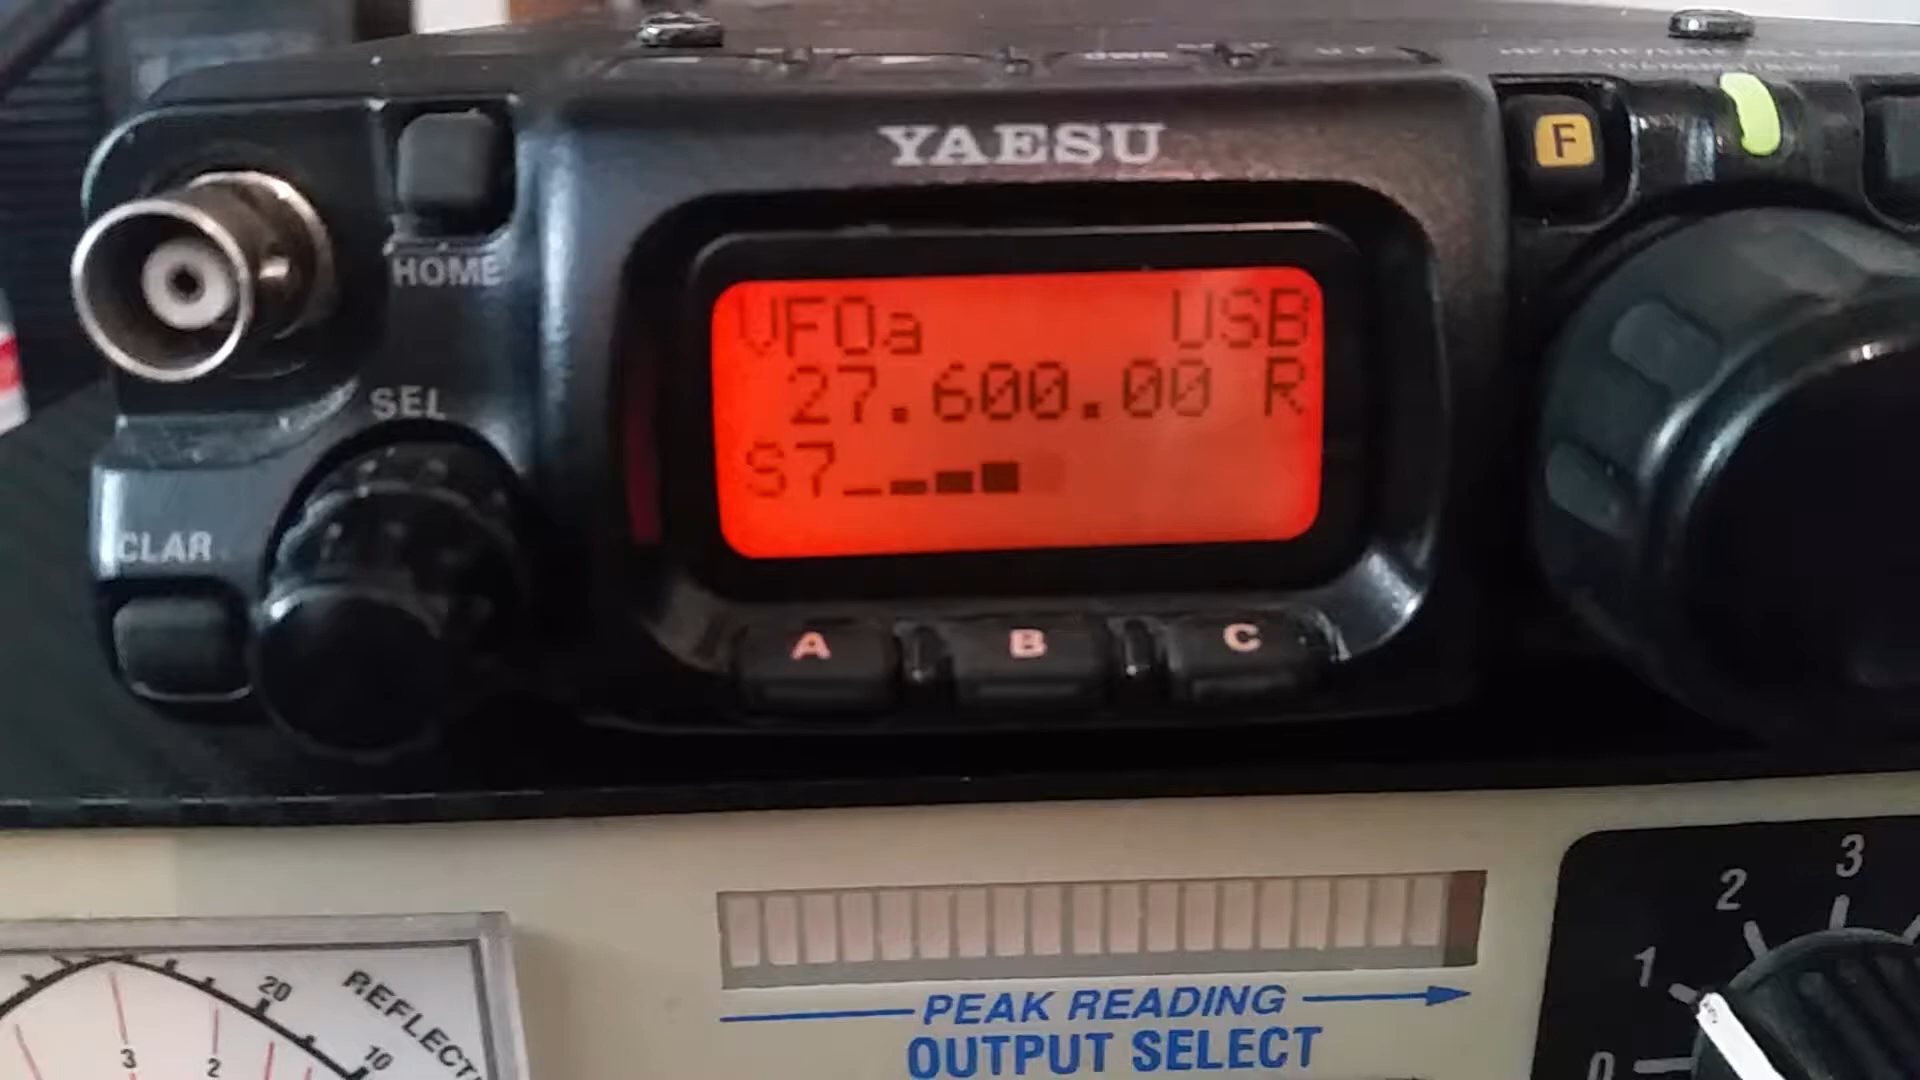 YAESU
F
HOME
VFOa USB
27.600.00 R
S7
SEL
CLAR
A B C
PEAK READING
OUTPUT SELECT
20
10
3
2
0
1
2
3